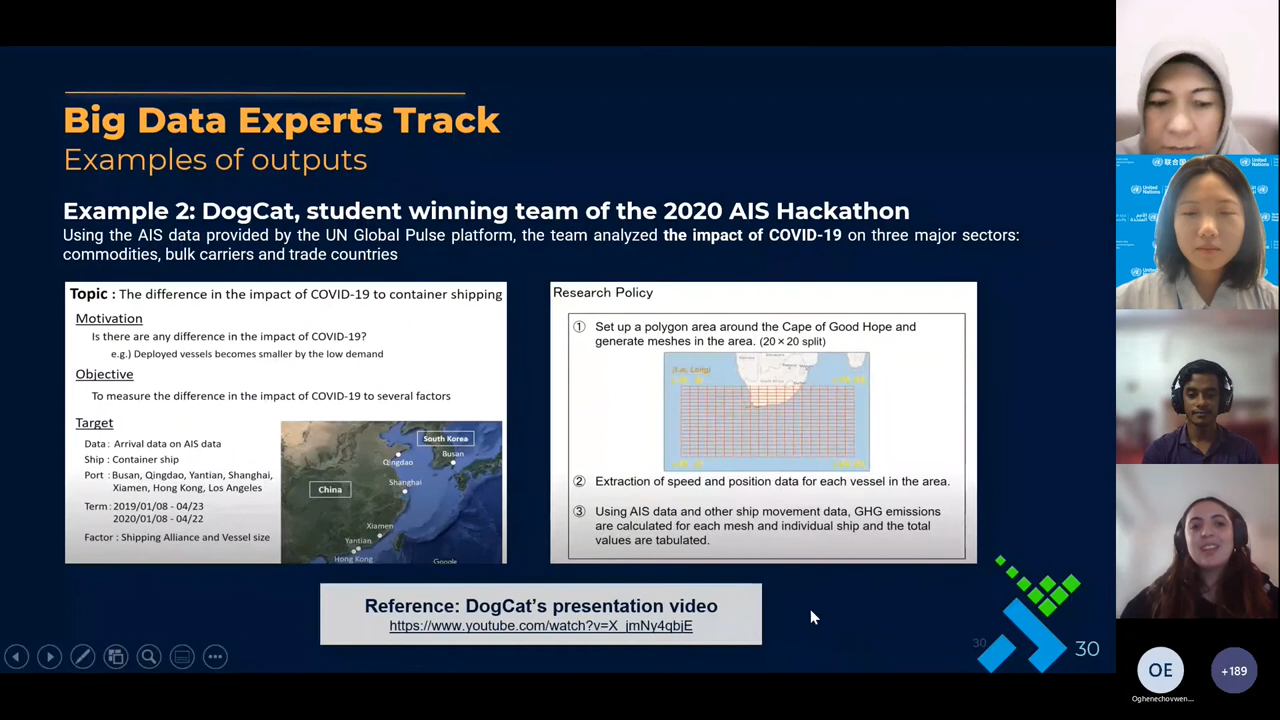 Big Data Experts Track
Examples of outputs
Example 2: DogCat, student winning team of the 2020 AIS Hackathon
Using the AIS data provided by the UN Global Pulse platform, the team analyzed the impact of COVID-19 on three major sectors:
commodities, bulk carriers and trade countries
Topic : The difference in the impact of COVID-19 to container shipping
Motivation
Is there are any difference in the impact of COVID-19?
e.g.) Deployed vessels becomes smaller by the low demand
Objective
To measure the difference in the impact of COVID-19 to several factors
Target
Data : Arrival data on AIS data
Ship : Container ship
Port : Busan, Qingdao, Yantian, Shanghai,
Xiamen, Hong Kong, Los Angeles
Term : 2019/01/08 - 04/23
2020/01/08 - 04/22
Factor : Shipping Alliance and Vessel size
South Korea
Busan
Qingdao
China
Shanghai
Xiamen
Yantian
Hong Kong
Google
Research Policy
① Set up a polygon area around the Cape of Good Hope and
generate meshes in the area. (20 × 20 split)
② Extraction of speed and position data for each vessel in the area.
③ Using AIS data and other ship movement data, GHG emissions
are calculated for each mesh and individual ship and the total
values are tabulated.
Reference: DogCat's presentation video
https://www.youtube.com/watch?v=X_jmNy4qbjE
30
30
联合国
United Nations
OE
Oghenechovwen...
+189